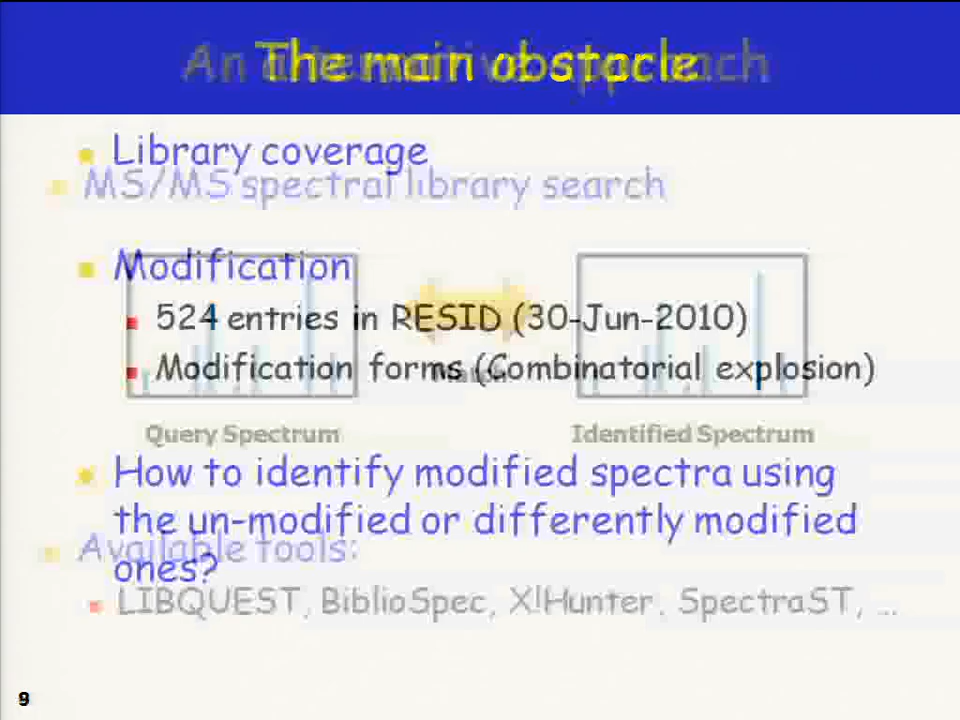 An alternative approach
The main obstacle
Library coverage
MS/MS spectral library search
Modification
524 entries in RESID (30-Jun-2010)
Modification forms (Combinatorial explosion)
Query Spectrum
Identified Spectrum
How to identify modified spectra using
the un-modified or differently modified
ones?
Available tools:
LIBQUEST, BiblioSpec, X!Hunter, SpectraST, ...